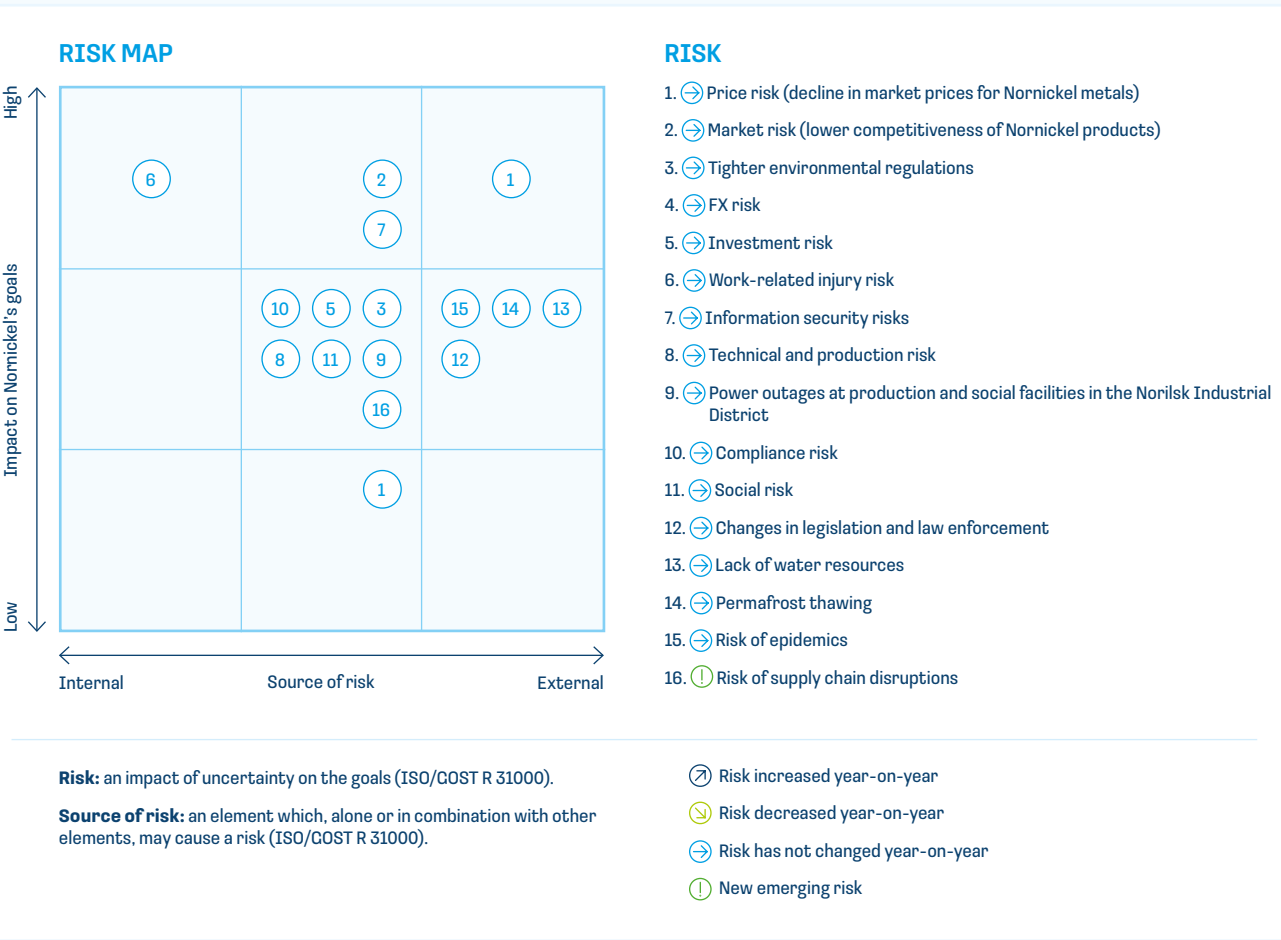 RISK MAP
High
Impact on Nornickel's goals
Low
6
2
1
7
10
5
3
15
14
13
8
11
9
12
16
1
Internal
Source of risk
External
RISK
1. Price risk (decline in market prices for Nornickel metals)
2. Market risk (lower competitiveness of Nornickel products)
3. Tighter environmental regulations
4. FX risk
5. Investment risk
6. Work-related injury risk
7. Information security risks
8. Technical and production risk
9. Power outages at production and social facilities in the Norilsk Industrial
District
10. Compliance risk
11. Social risk
12. Changes in legislation and law enforcement
13. Lack of water resources
14. Permafrost thawing
15. Risk of epidemics
16. Risk of supply chain disruptions
Risk: an impact of uncertainty on the goals (ISO/GOST R 31000).
Source of risk: an element which, alone or in combination with other
elements, may cause a risk (ISO/GOST R 31000).
Risk increased year-on-year
Risk decreased year-on-year
Risk has not changed year-on-year
New emerging risk